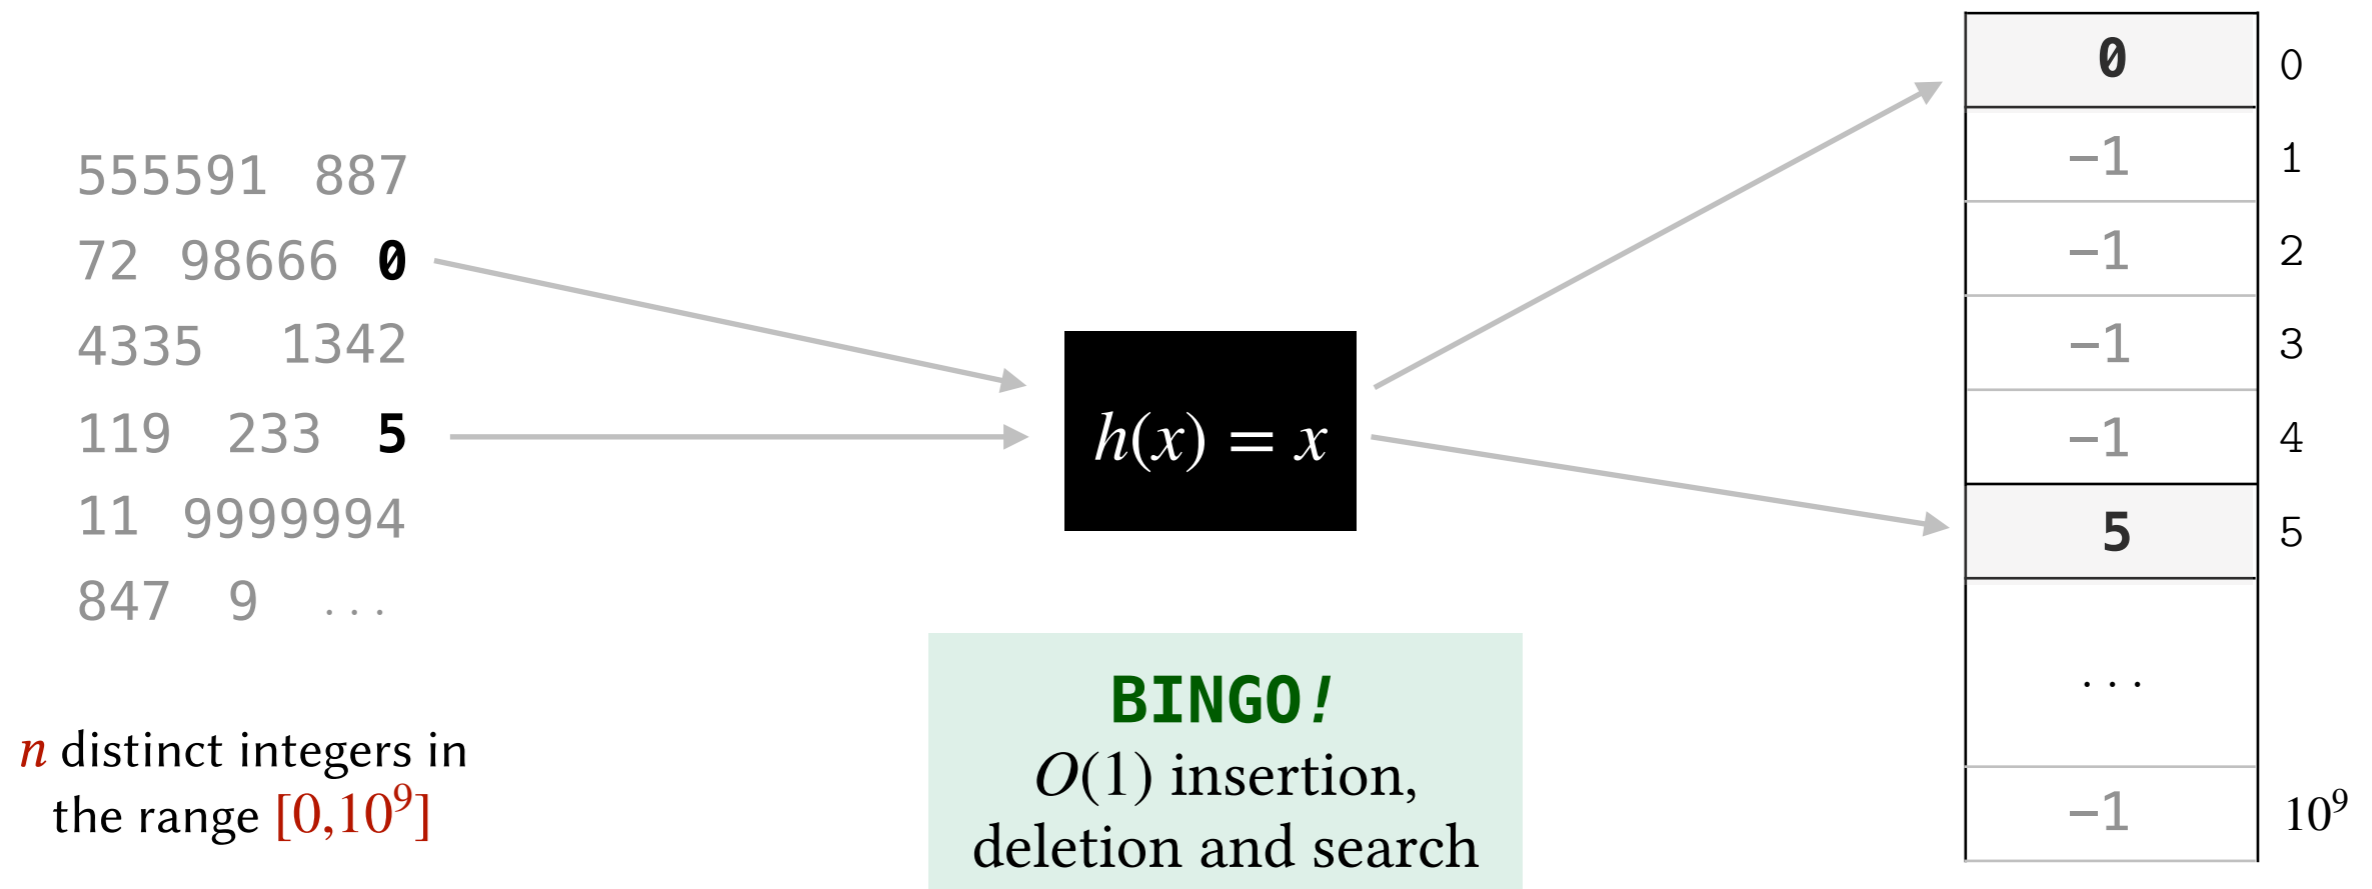 555591 887
72 98666 0
4335 1342
119 233 5
11 9999994
847 9 ...
n distinct integers in
the range [0,10⁹]
h(x) = x
BINGO!
O(1) insertion,
deletion and search
0 0
−1 1
−1 2
−1 3
−1 4
5 5
...
−1 10⁹